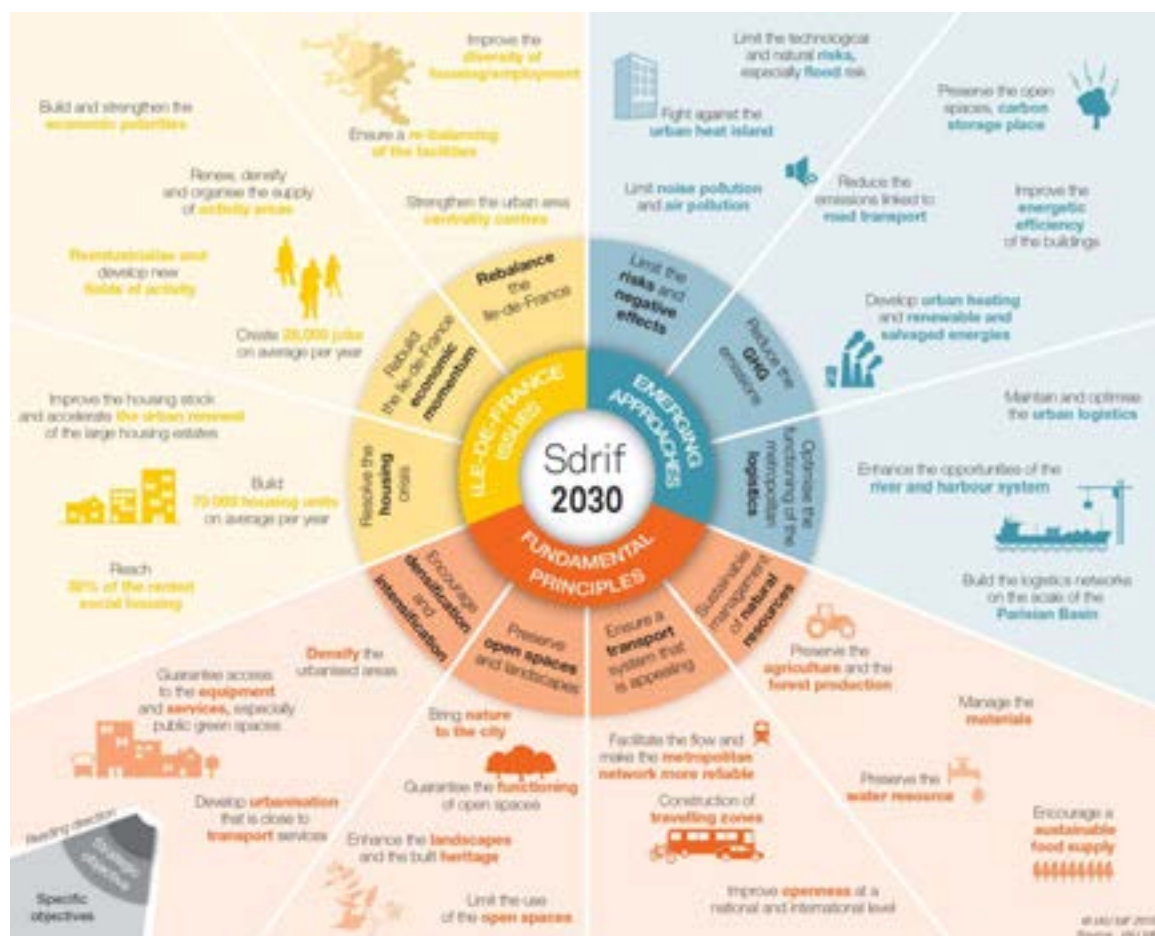 Sdrif
2030
ILE-DE-FRANCE
ISSUES
Rebalance
the
Ile-de-France
Improve the
diversity of
housing/employment
Ensure a re-balancing
of the facilities
Strengthen the urban area
centrality centres
Rebuild
the Ile-de-France
economic
momentum
Build and strengthen the
economic polarities
Renew, densify
and organise the supply
of activity areas
Reindustrialise and
develop new
fields of activity
Create 28,000 jobs
on average per year
Resolve the
housing
crisis
Improve the housing stock
and accelerate the urban renewal
of the large housing estates
Build
70 000 housing units
on average per year
Reach
of the rented
social housing
EMERGING
APPROACHES
Limit the
risks and
negative
effects
Limit the technological
and natural risks,
especially flood risk
Fight against the
urban heat island
Limit noise pollution
and air pollution
Reduce the
GHG
emissions
Preserve the open
spaces, carbon
storage place
Reduce the
emissions linked to
road transport
Improve the
energetic
efficiency
of the buildings
Develop urban heating
and renewable and
salvaged energies
Optimise the
functioning of the
metropolitan
logistics
Maintain and optimise
the urban logistics
Enhance the opportunities of the
river and harbour system
Build the logistics networks
on the scale of the
Parisian Basin
FUNDAMENTAL
PRINCIPLES
Encourage
densification
and
intensification
Densify the
urbanised areas
Guarantee access
to the equipment
and services, especially
public green spaces
Develop urbanisation
that is close to
transport services
Preserve
open spaces
and landscapes
Bring nature
to the city
Guarantee the functioning
of open spaces
Enhance the landscapes
and the built heritage
Limit the use
of the open spaces
Ensure a
transport
system that
is appealing
Facilitate the flow and
make the metropolitan
network more reliable
Construction of
travelling zones
Improve openness at a
national and international level
Sustainable
management
of natural
resources
Preserve the
agriculture and the
forest production
Manage the
materials
Preserve the
water resource
Encourage a
sustainable
food supply
Reading direction
Strategic
objective
Specific
objectives